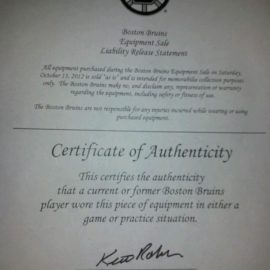 Boston Bruins
Equipment Sale
Liability Release Statement
All equipment purchased during the Boston Bruins Equipment Sale on Saturday,
October 13, 2012 is sold "as is" and is intended for memorabilia collection purposes
only. The Boston Bruins make no, and disclaim any, representation or warranty
regarding the equipment, including safety or fitness of use.
The Boston Bruins are not responsible for any injuries incurred while wearing or using
purchased equipment.
Certificate of Authenticity
This certifies the authenticity
that a current or former Boston Bruins
player wore this piece of equipment in either a
game or practice situation.